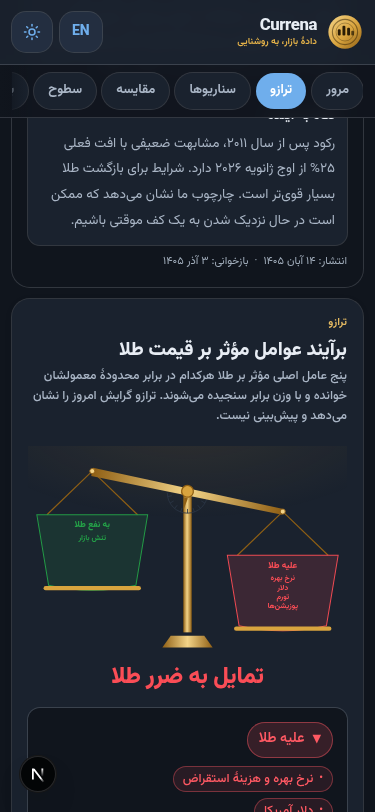 Currena
دادهٔ بازار، به روشنایی
EN
مرور
ترازو
سناریوها
مقایسه
سطوح
رکود پس از سال ۲۰۱۱، مشابهت ضعیفی با افت فعلی
۲۵% از اوج ژانویه ۲۰۲۶ دارد. شرایط برای بازگشت طلا
بسیار قوی‌تر است. چارچوب ما نشان می‌دهد که ممکن
است در حال نزدیک شدن به یک کف موقتی باشیم.
انتشار: ۱۴ آبان ۱۴۰۵ · بازخوانی: ۳ آذر ۱۴۰۵
ترازو
برآیند عوامل مؤثر بر قیمت طلا
پنج عامل اصلی مؤثر بر طلا هرکدام در برابر محدودهٔ معمولشان
خوانده و با وزن برابر سنجیده می‌شوند. ترازو گرایش امروز را نشان
می‌دهد و پیش‌بینی نیست.
به نفع طلا
تنش بازار
علیه طلا
نرخ بهره
دلار
تورم
پوزیشن‌ها
تمایل به ضرر طلا
▼ علیه طلا
• نرخ بهره و هزینهٔ استقراض
• دلار آمریکا
N